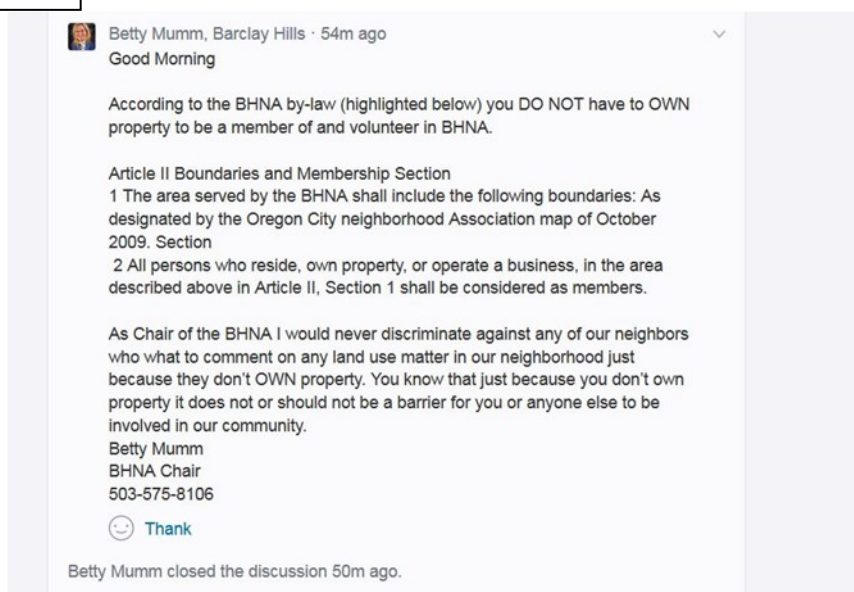 Betty Mumm, Barclay Hills · 54m ago
Good Morning
According to the BHNA by-law (highlighted below) you DO NOT have to OWN
property to be a member of and volunteer in BHNA.
Article II Boundaries and Membership Section
1 The area served by the BHNA shall include the following boundaries: As
designated by the Oregon City neighborhood Association map of October
2009. Section
2 All persons who reside, own property, or operate a business, in the area
described above in Article II, Section 1 shall be considered as members.
As Chair of the BHNA I would never discriminate against any of our neighbors
who what to comment on any land use matter in our neighborhood just
because they don't OWN property. You know that just because you don't own
property it does not or should not be a barrier for you or anyone else to be
involved in our community.
Betty Mumm
BHNA Chair
503-575-8106
Thank
Betty Mumm closed the discussion 50m ago.